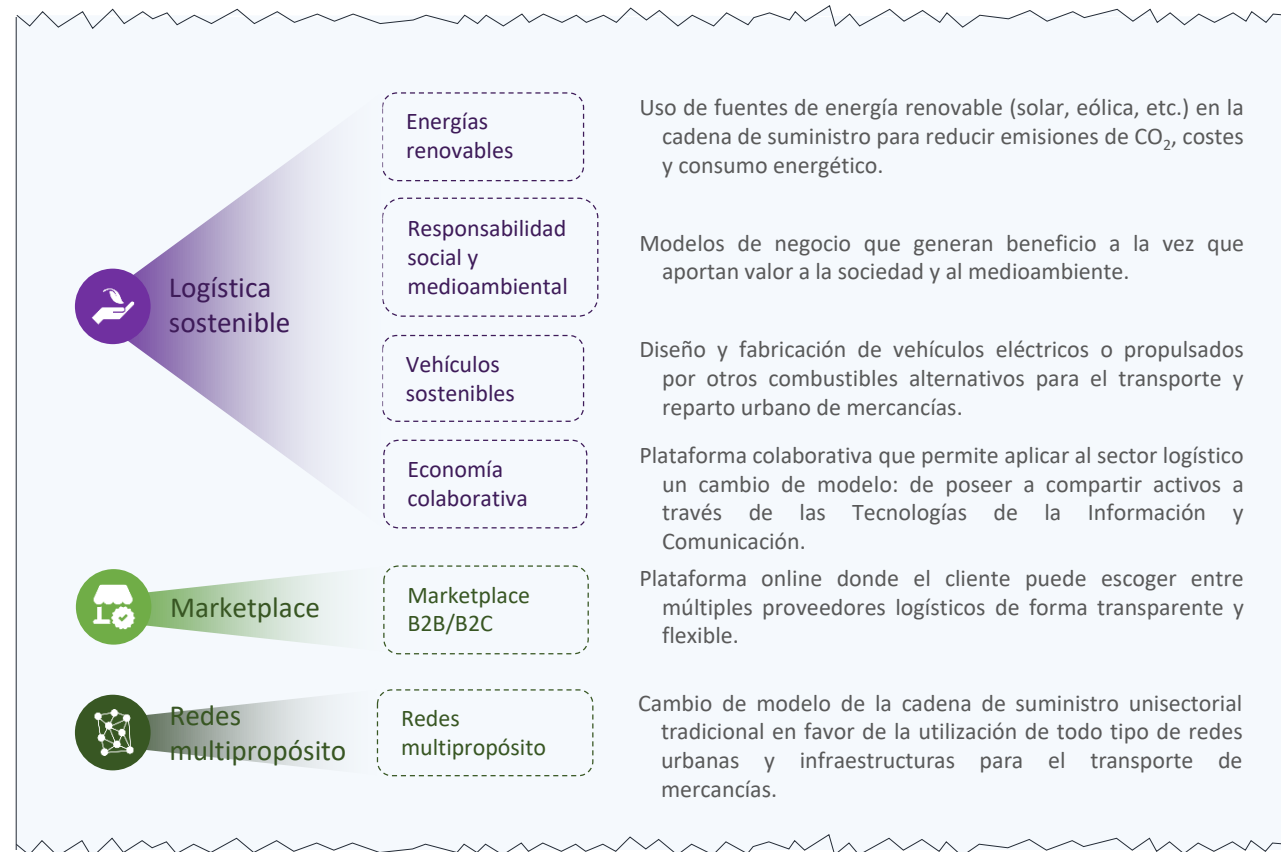 Logística
sostenible
Energías
renovables
Uso de fuentes de energía renovable (solar, eólica, etc.) en la
cadena de suministro para reducir emisiones de CO₂, costes
y consumo energético.
Responsabilidad
social y
medioambiental
Modelos de negocio que generan beneficio a la vez que
aportan valor a la sociedad y al medioambiente.
Vehículos
sostenibles
Diseño y fabricación de vehículos eléctricos o propulsados
por otros combustibles alternativos para el transporte y
reparto urbano de mercancías.
Economía
colaborativa
Plataforma colaborativa que permite aplicar al sector logístico
un cambio de modelo: de poseer a compartir activos a
través de las Tecnologías de la Información y
Comunicación.
Marketplace
Marketplace
B2B/B2C
Plataforma online donde el cliente puede escoger entre
múltiples proveedores logísticos de forma transparente y
flexible.
Redes
multipropósito
Redes
multipropósito
Cambio de modelo de la cadena de suministro unisectorial
tradicional en favor de la utilización de todo tipo de redes
urbanas y infraestructuras para el transporte de
mercancías.